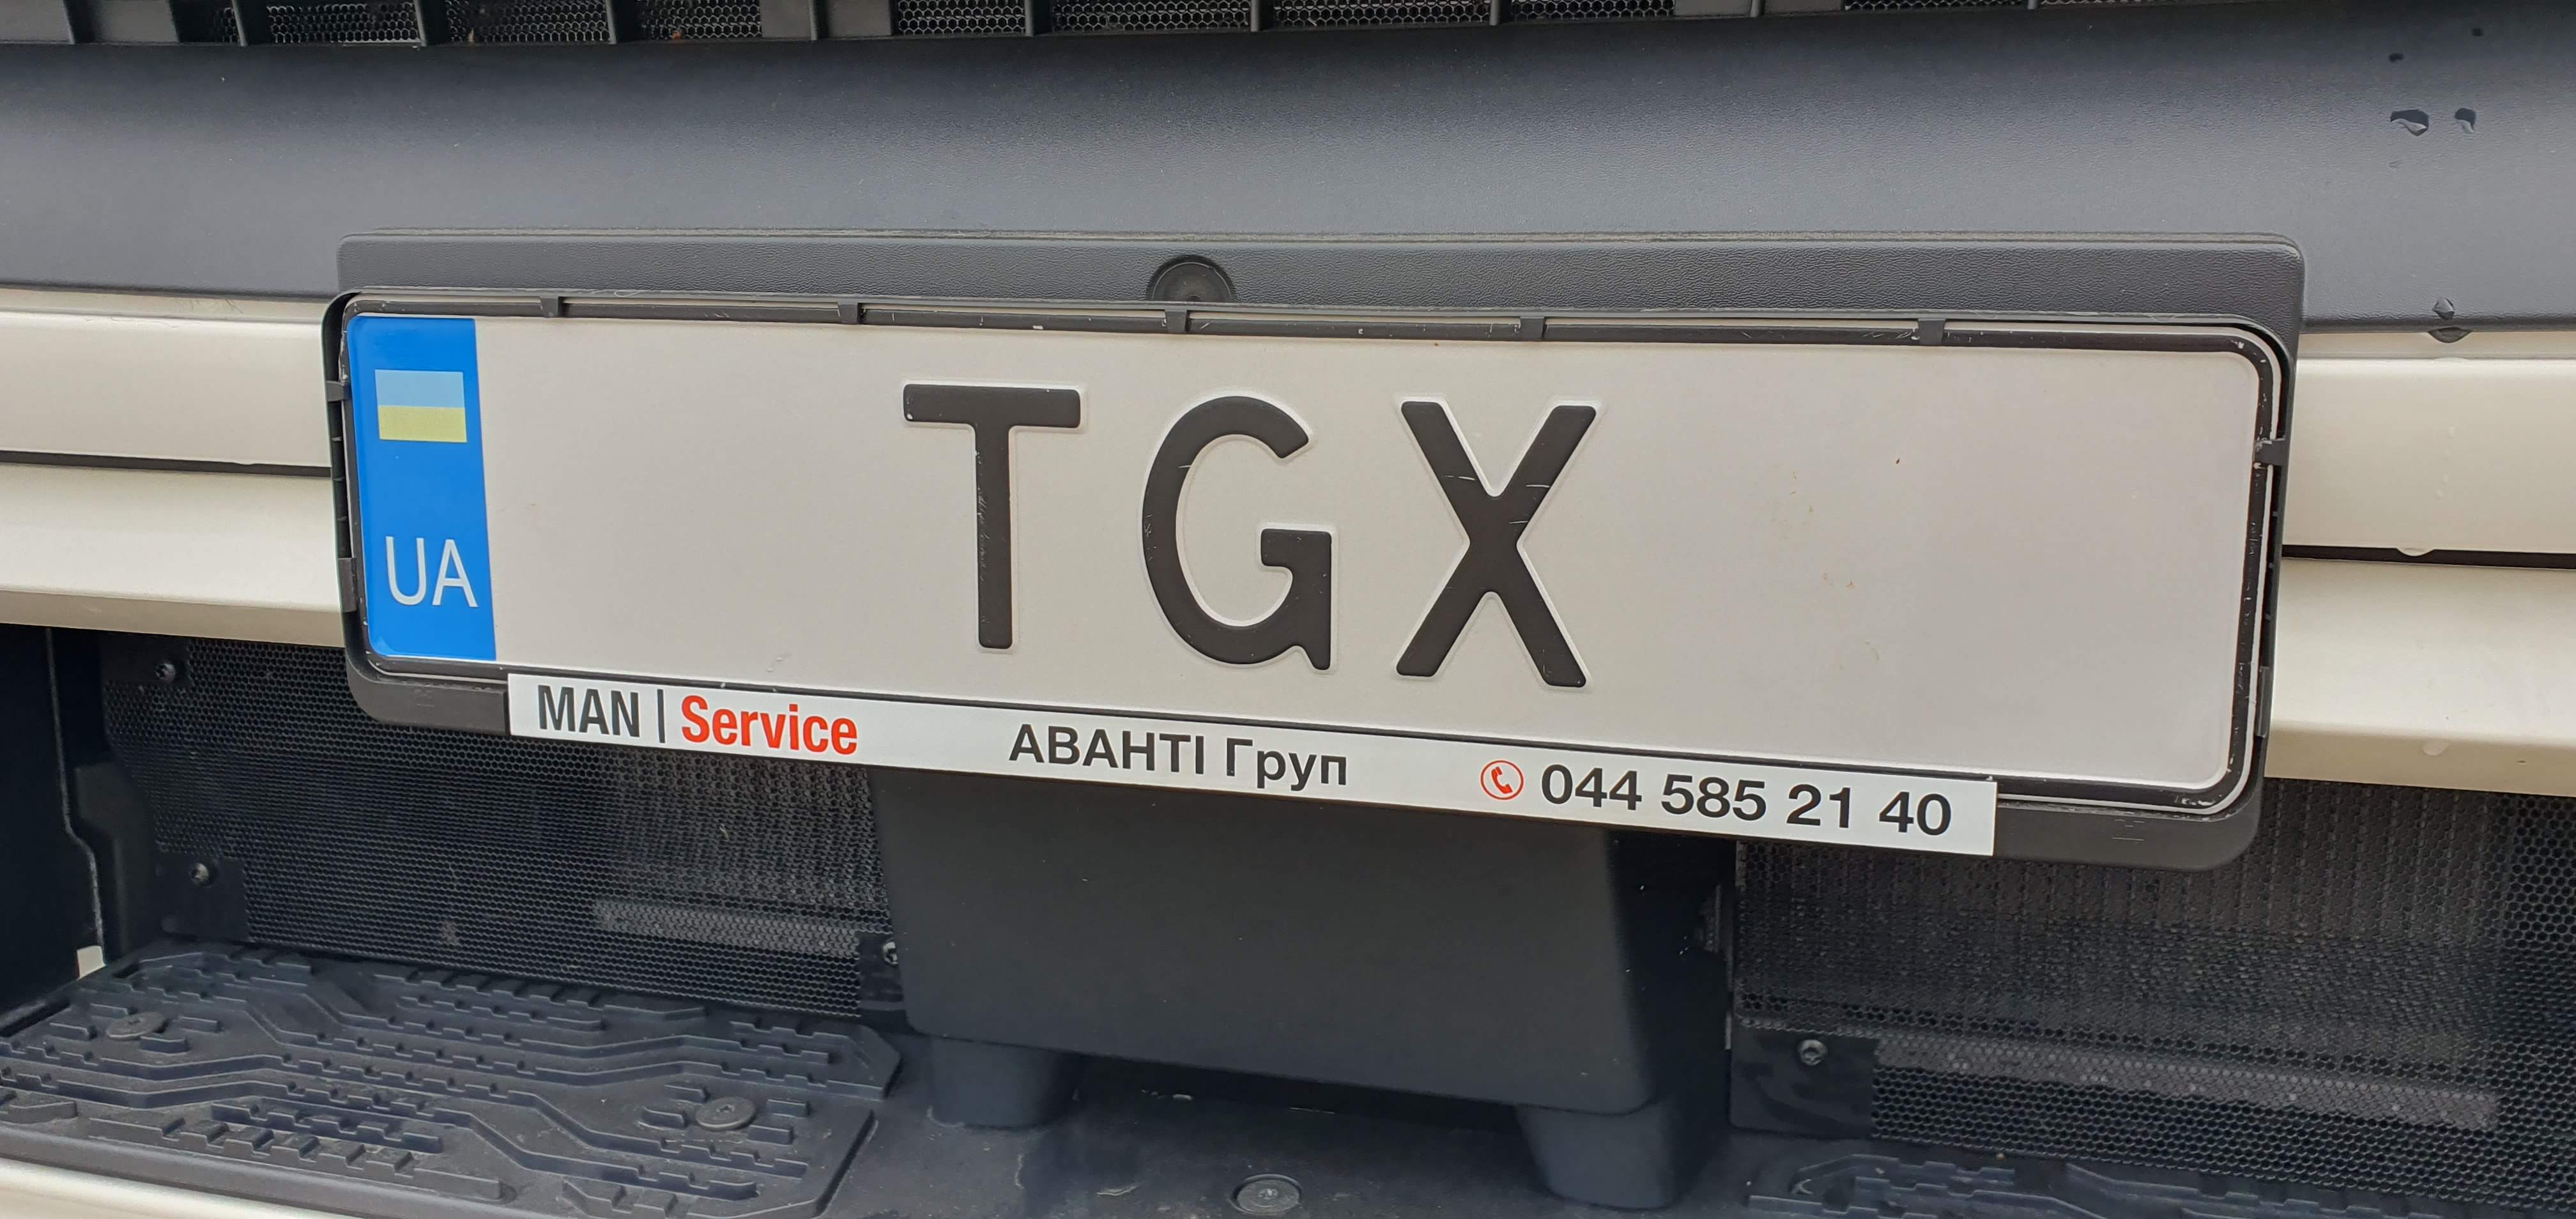 UA
TGX
MAN | Service АВАНТІ Груп 044 585 21 40